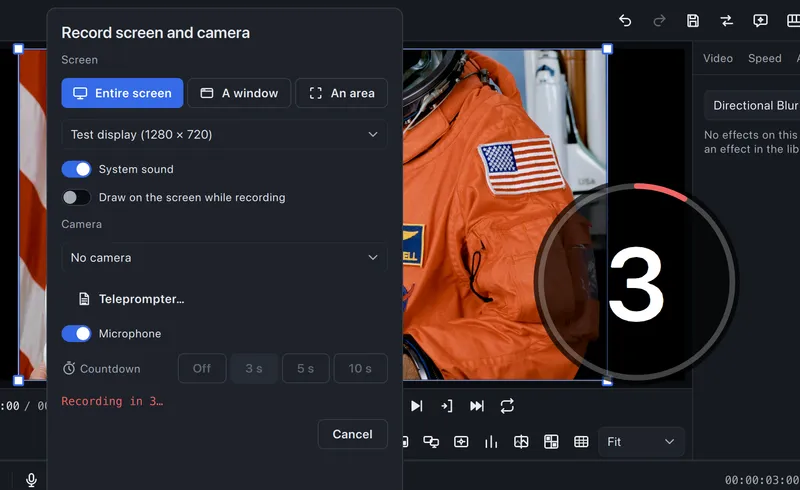 Record screen and camera
Screen
Entire screen
A window
An area
Test display (1280 × 720)
System sound
Draw on the screen while recording
Camera
No camera
Teleprompter…
Microphone
Countdown
Off
3 s
5 s
10 s
Recording in 3…
Cancel
USA
ELL
3
:00 / 00
Fit
Video
Speed
Directional Blur
No effects on this
an effect in the lib
00:00:03:00